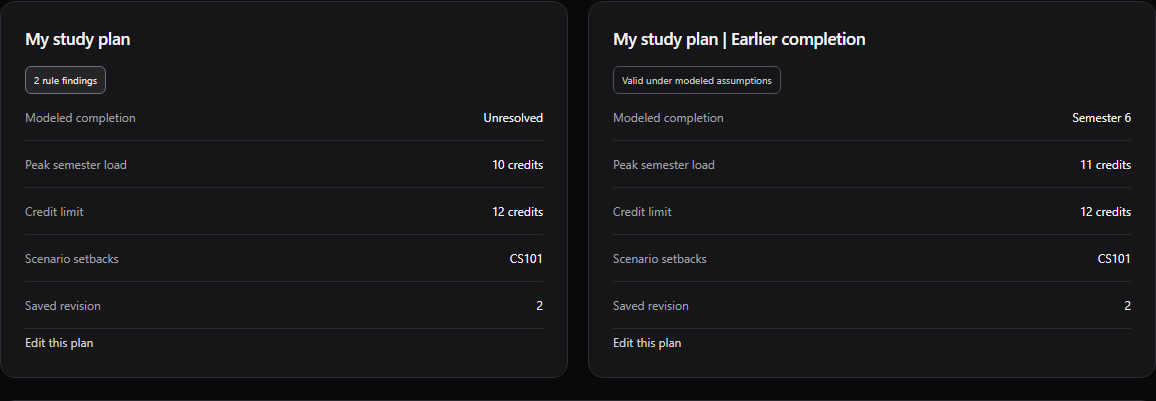 My study plan
2 rule findings
Modeled completion Unresolved
Peak semester load 10 credits
Credit limit 12 credits
Scenario setbacks CS101
Saved revision 2
Edit this plan
My study plan | Earlier completion
Valid under modeled assumptions
Modeled completion Semester 6
Peak semester load 11 credits
Credit limit 12 credits
Scenario setbacks CS101
Saved revision 2
Edit this plan